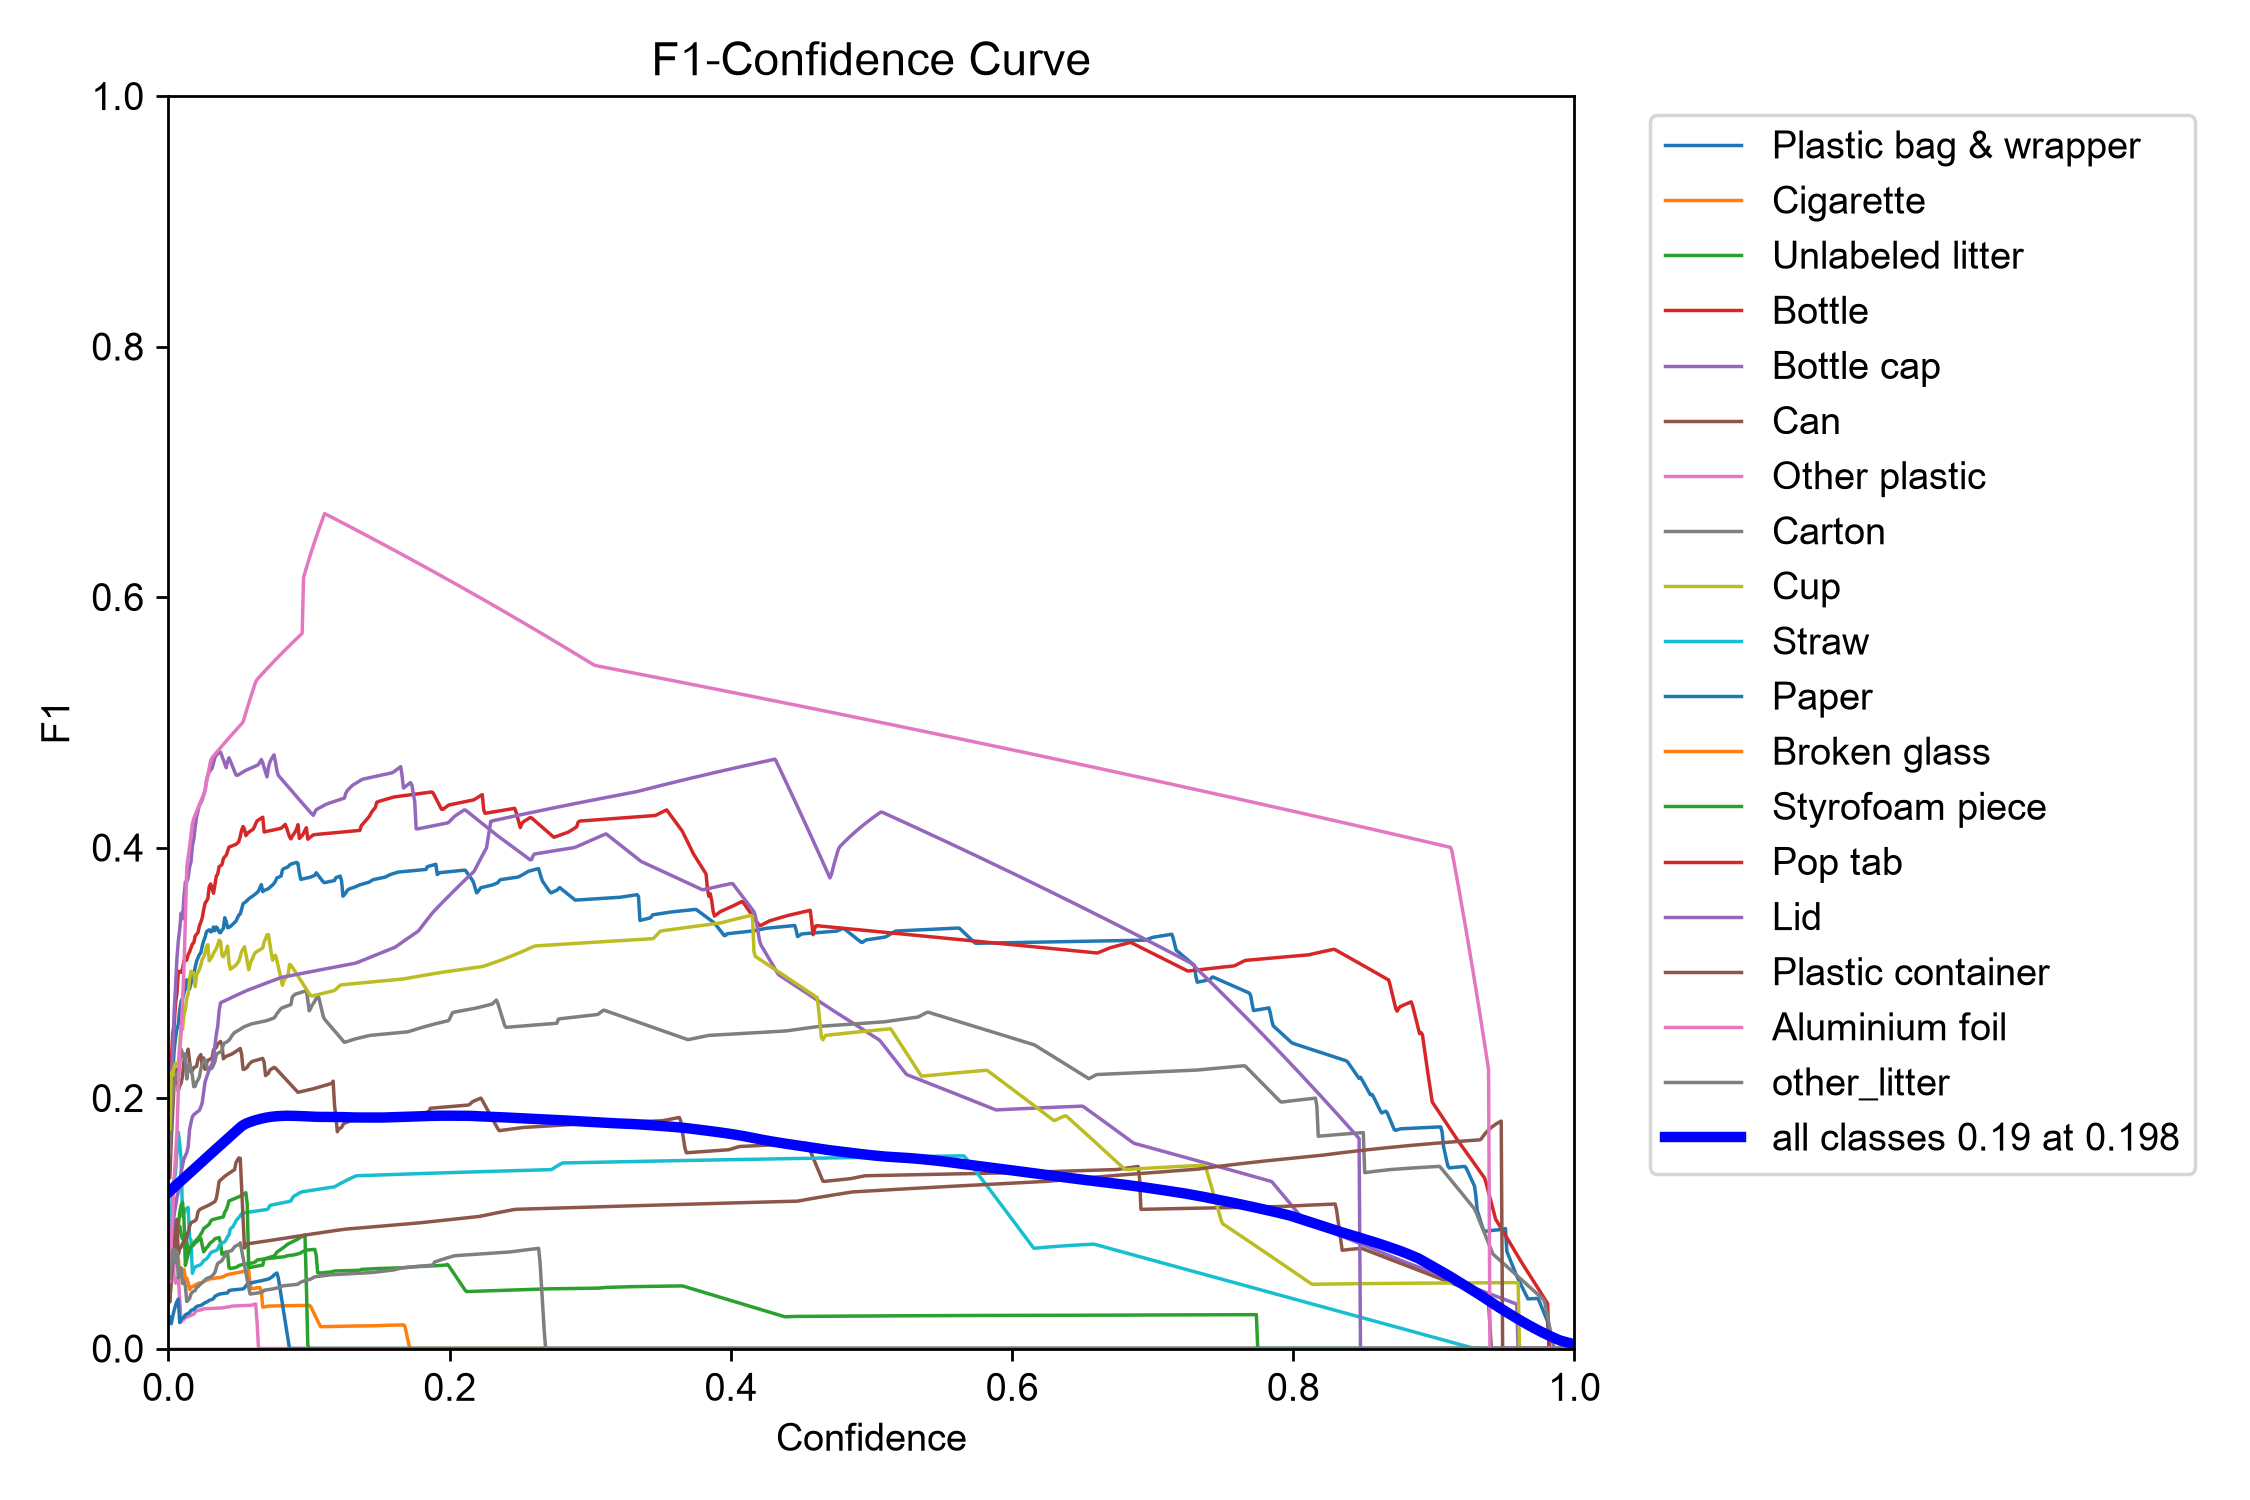 F1-Confidence Curve
1.0
0.8
0.6
0.4
0.2
0.0
F1
0.0 0.2 0.4 0.6 0.8 1.0
Confidence
Plastic bag & wrapper
Cigarette
Unlabeled litter
Bottle
Bottle cap
Can
Other plastic
Carton
Cup
Straw
Paper
Broken glass
Styrofoam piece
Pop tab
Lid
Plastic container
Aluminium foil
other_litter
all classes 0.19 at 0.198